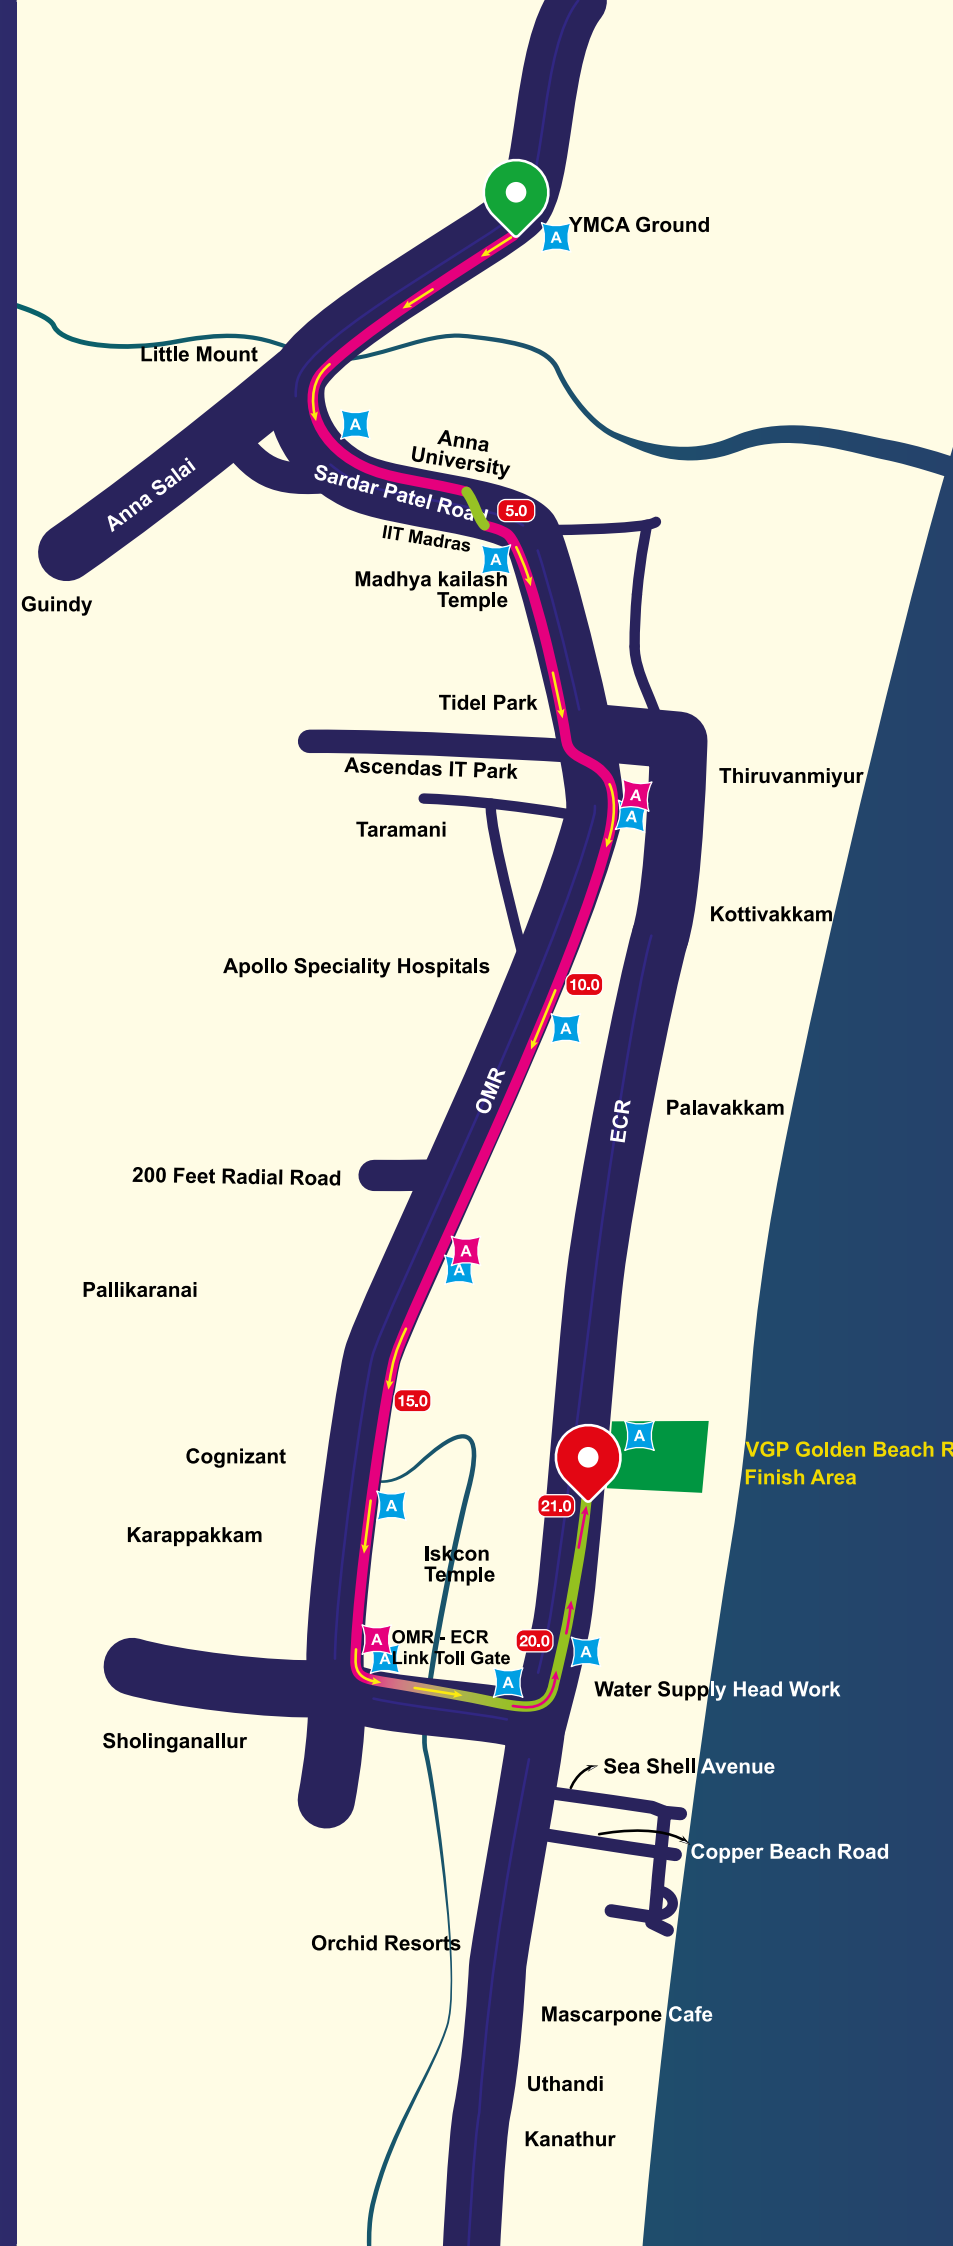 YMCA Ground
A
Little Mount
A
Anna
University
Anna Salai
Sardar Patel Road
5.0
IIT Madras
A
Madhya kailash
Temple
Guindy
Tidel Park
Ascendas IT Park
Thiruvanmiyur
A
A
Taramani
Kottivakkam
Apollo Speciality Hospitals
10.0
A
OMR
ECR
Palavakkam
200 Feet Radial Road
A
A
Pallikaranai
15.0
A
VGP Golden Beach R
Finish Area
Cognizant
A
21.0
Karappakkam
Iskcon
Temple
A
OMR - ECR
Link Toll Gate
A
20.0
A
A
Water Supply Head Work
Sholinganallur
Sea Shell Avenue
Copper Beach Road
Orchid Resorts
Mascarpone Cafe
Uthandi
Kanathur